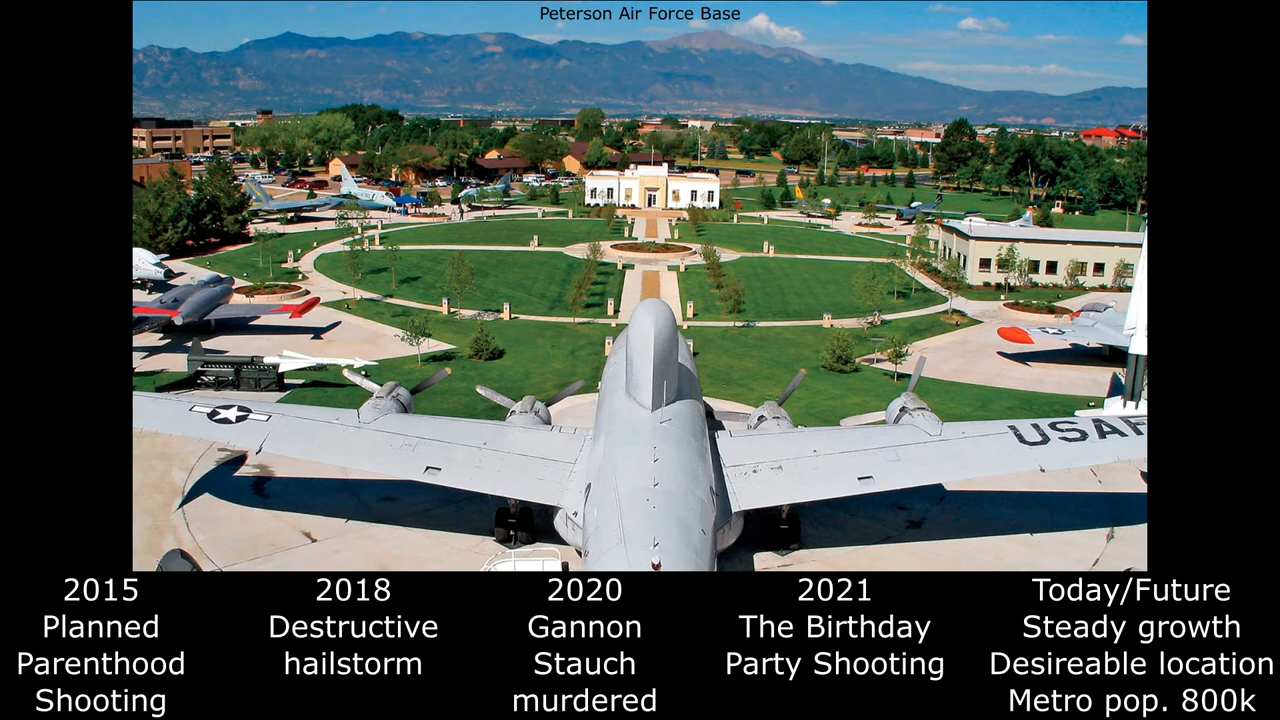 Peterson Air Force Base
USAF
2015
Planned
Parenthood
Shooting
2018
Destructive
hailstorm
2020
Gannon
Stauch
murdered
2021
The Birthday
Party Shooting
Today/Future
Steady growth
Desireable location
Metro pop. 800k